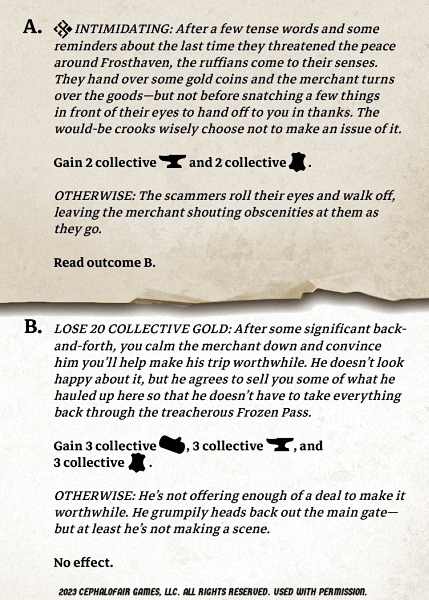 A. INTIMIDATING: After a few tense words and some
reminders about the last time they threatened the peace
around Frosthaven, the ruffians come to their senses.
They hand over some gold coins and the merchant turns
over the goods—but not before snatching a few things
in front of their eyes to hand off to you in thanks. The
would-be crooks wisely choose not to make an issue of it.
Gain 2 collective and 2 collective .
OTHERWISE: The scammers roll their eyes and walk off,
leaving the merchant shouting obscenities at them as
they go.
Read outcome B.
B. LOSE 20 COLLECTIVE GOLD: After some significant back-
and-forth, you calm the merchant down and convince
him you'll help make his trip worthwhile. He doesn't look
happy about it, but he agrees to sell you some of what he
hauled up here so that he doesn't have to take everything
back through the treacherous Frozen Pass.
Gain 3 collective , 3 collective , and
3 collective .
OTHERWISE: He's not offering enough of a deal to make it
worthwhile. He grumpily heads back out the main gate—
but at least he's not making a scene.
No effect.
2023 CEPHALOFAIR GAMES, LLC. ALL RIGHTS RESERVED. USED WITH PERMISSION.